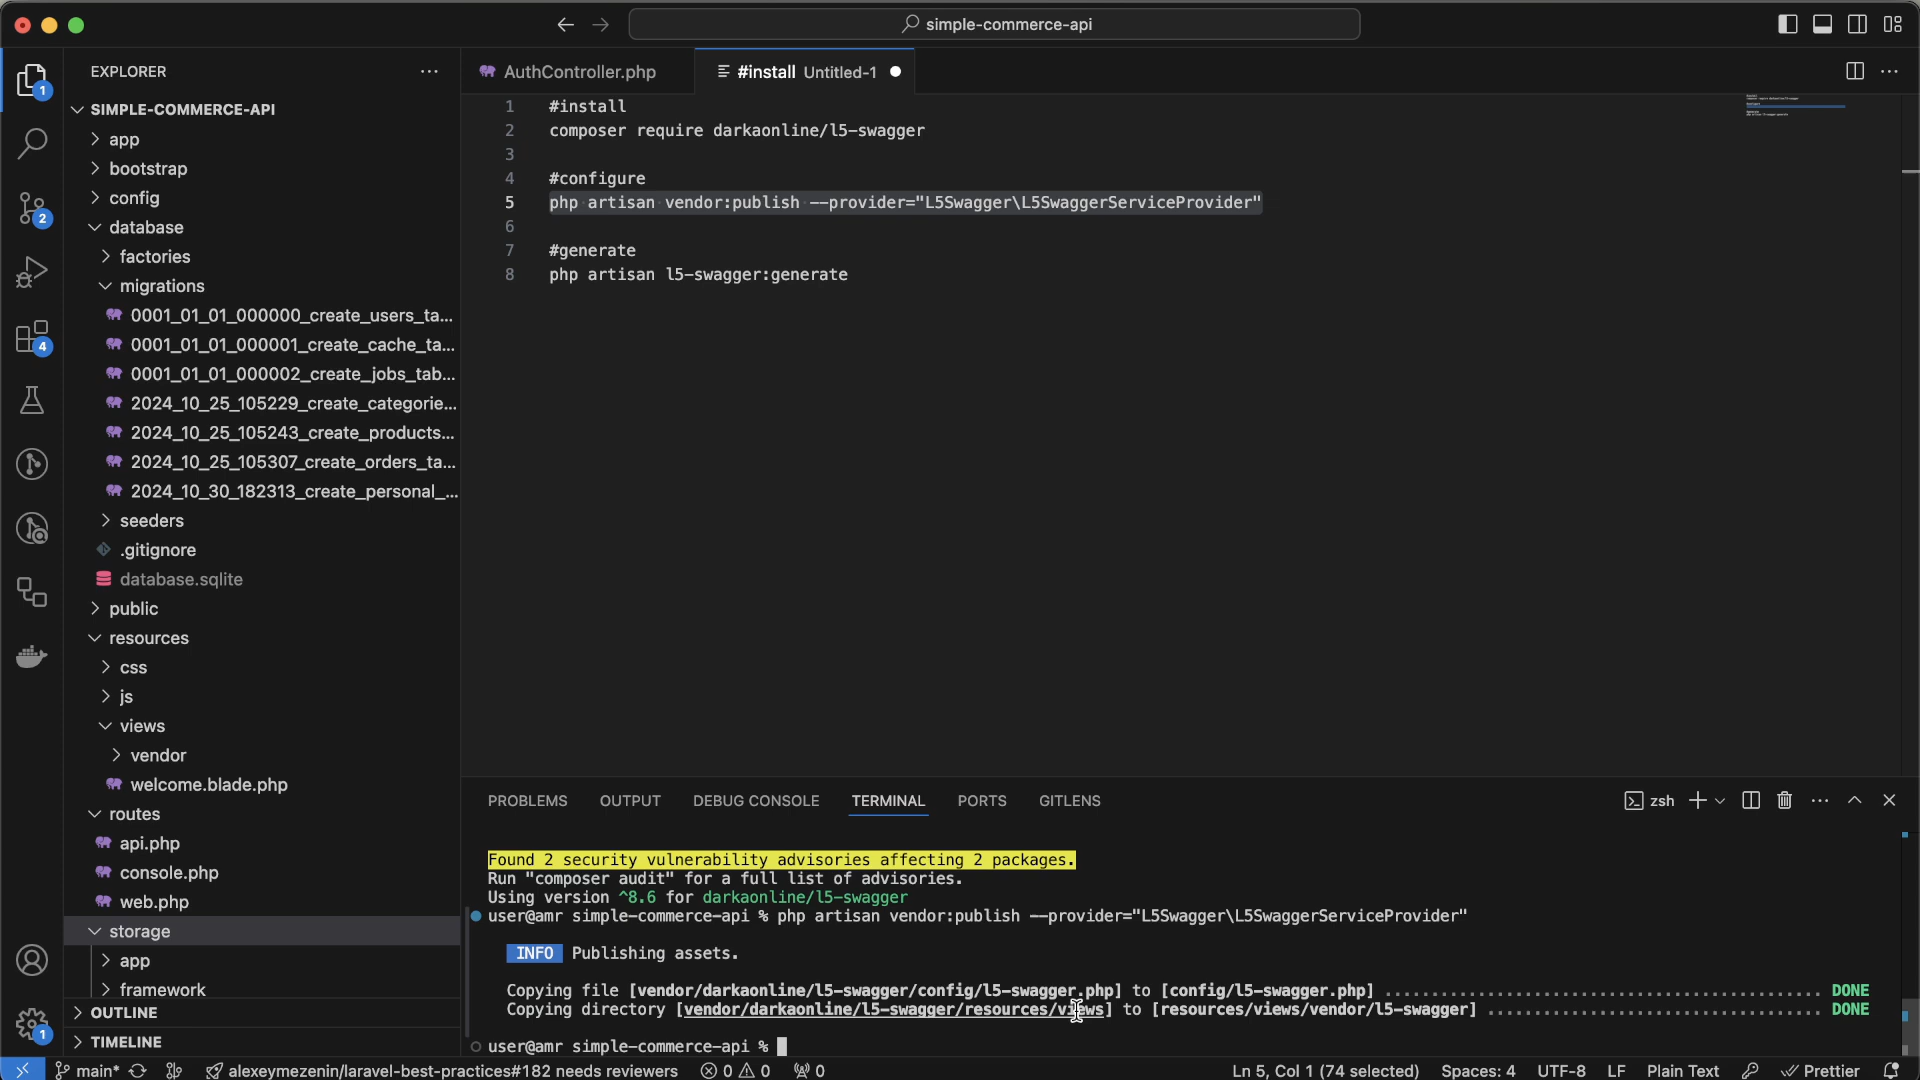 simple-commerce-api
EXPLORER
SIMPLE-COMMERCE-API
app
bootstrap
config
database
factories
migrations
0001_01_01_000000_create_users_ta...
0001_01_01_000001_create_cache_ta...
0001_01_01_000002_create_jobs_tab...
2024_10_25_105229_create_categorie...
2024_10_25_105243_create_products...
2024_10_25_105307_create_orders_ta...
2024_10_30_182313_create_personal_...
seeders
.gitignore
database.sqlite
public
resources
css
js
views
vendor
welcome.blade.php
routes
api.php
console.php
web.php
storage
app
framework
OUTLINE
TIMELINE
1
2
4
1
AuthController.php
#install Untitled-1
1 #install
2 composer require darkaonline/l5-swagger
3
4 #configure
5 php artisan vendor:publish --provider="L5Swagger\L5SwaggerServiceProvider"
6
7 #generate
8 php artisan l5-swagger:generate
PROBLEMS OUTPUT DEBUG CONSOLE TERMINAL PORTS GITLENS
zsh
Found 2 security vulnerability advisories affecting 2 packages.
Run "composer audit" for a full list of advisories.
Using version ^8.6 for darkaonline/l5-swagger
user@amr simple-commerce-api % php artisan vendor:publish --provider="L5Swagger\L5SwaggerServiceProvider"
INFO Publishing assets.
Copying file [vendor/darkaonline/l5-swagger/config/l5-swagger.php] to [config/l5-swagger.php] ............................................... DONE
Copying directory [vendor/darkaonline/l5-swagger/resources/views] to [resources/views/vendor/l5-swagger] .................................... DONE
user@amr simple-commerce-api %
main* alexeymezenin/laravel-best-practices#182 needs reviewers 0 0 0 Ln 5, Col 1 (74 selected) Spaces: 4 UTF-8 LF Plain Text Prettier